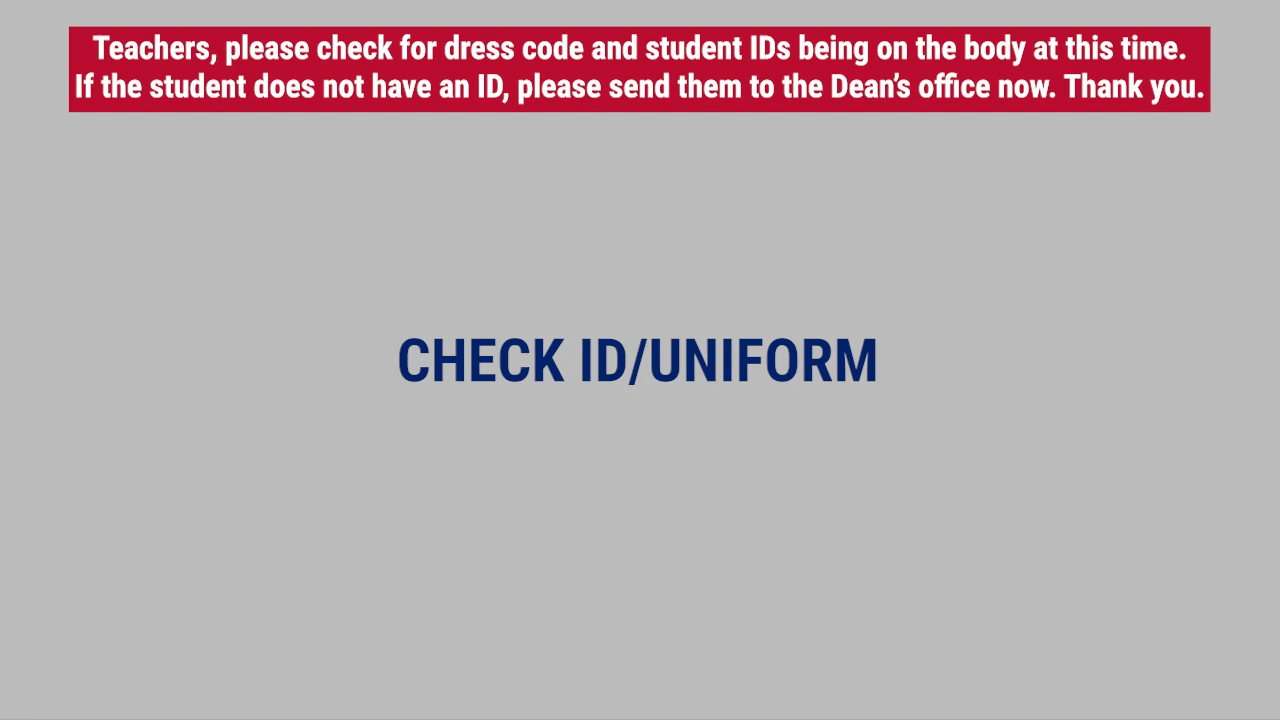 Teachers, please check for dress code and student IDs being on the body at this time.
If the student does not have an ID, please send them to the Dean’s office now. Thank you.
CHECK ID/UNIFORM